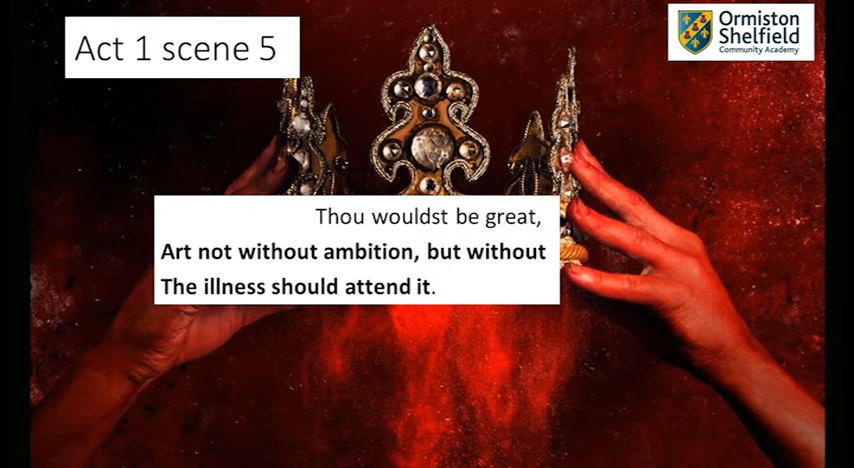 Act 1 scene 5
Ormiston
Shelfield
Community Academy
Thou wouldst be great,
Art not without ambition, but without
The illness should attend it.